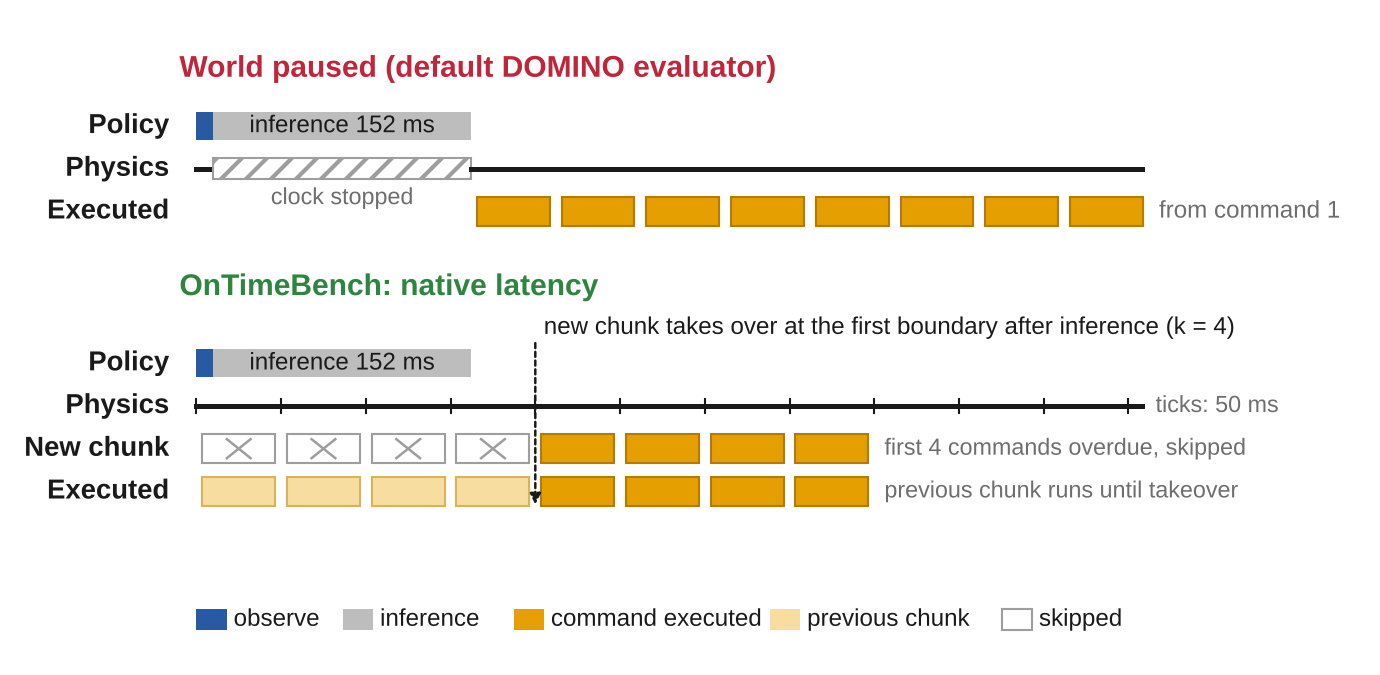 World paused (default DOMINO evaluator)
Policy
inference 152 ms
Physics
clock stopped
Executed
from command 1
OnTimeBench: native latency
new chunk takes over at the first boundary after inference (k = 4)
Policy
inference 152 ms
Physics
ticks: 50 ms
New chunk
first 4 commands overdue, skipped
Executed
previous chunk runs until takeover
observe
inference
command executed
previous chunk
skipped